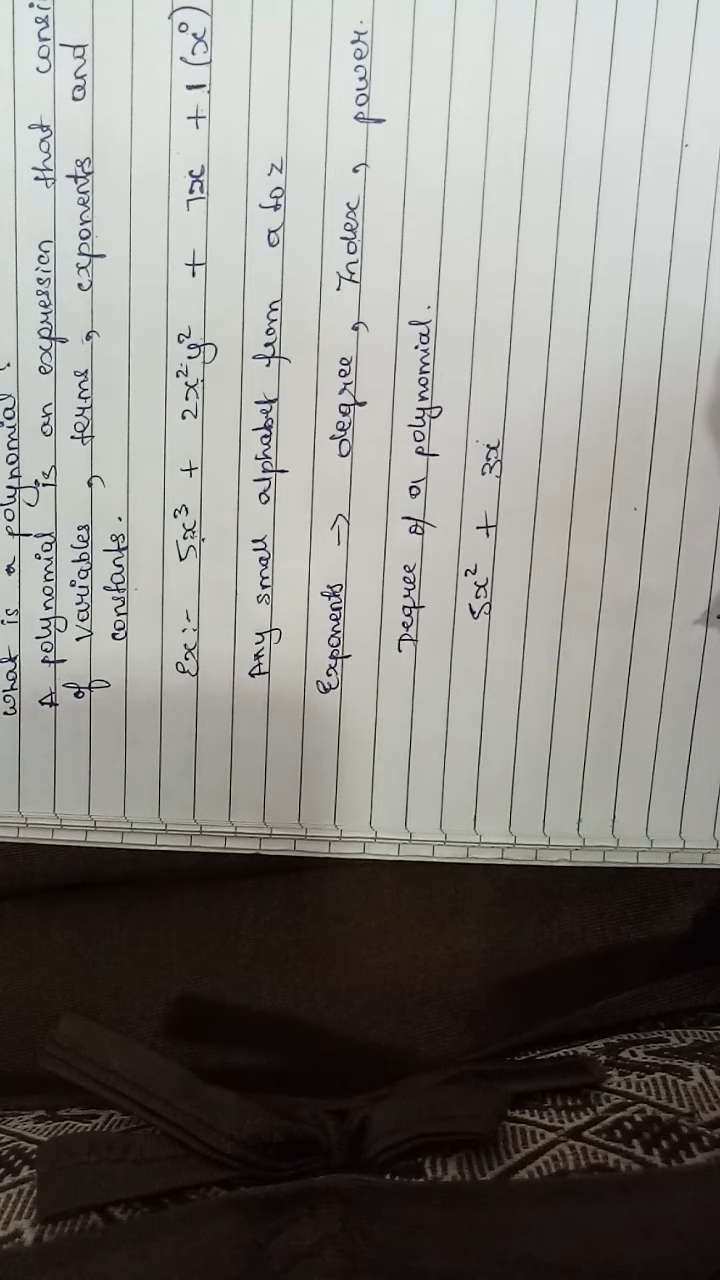 what is a polynomial?
A polynomial is an expression that consi
of variables, terms, exponents and
constants.
Ex:- 5x³ + 2x²y² + 7x + 1 (x⁰)
Any small alphabet from a to z
Exponents → degree, Index, power.
Degree of a polynomial.
5x² + 3x